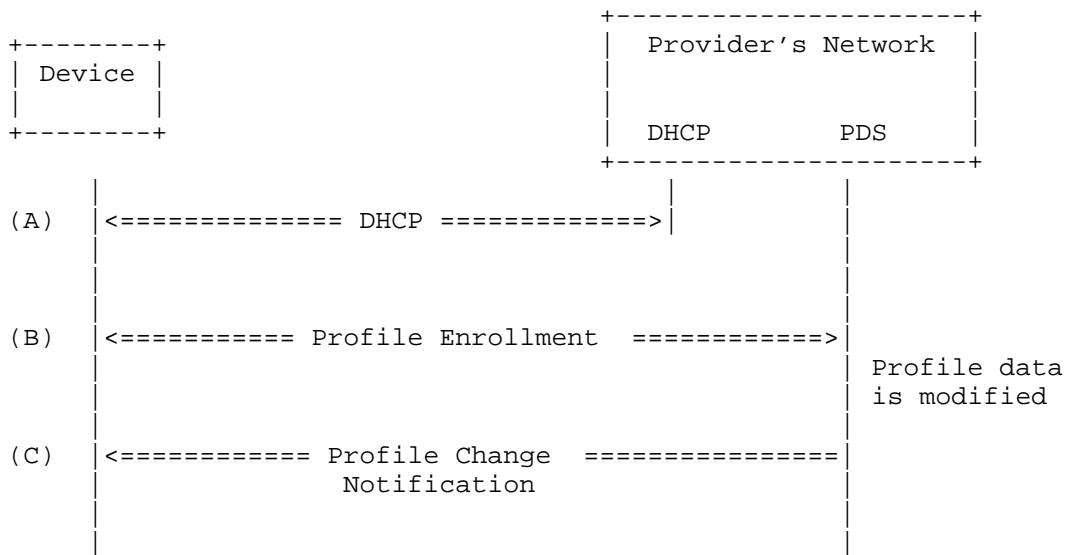 Provider's Network
Device
DHCP PDS
(A) <============== DHCP =============>
(B) <=========== Profile Enrollment ============>
Profile data
is modified
(C) <============ Profile Change ================
Notification